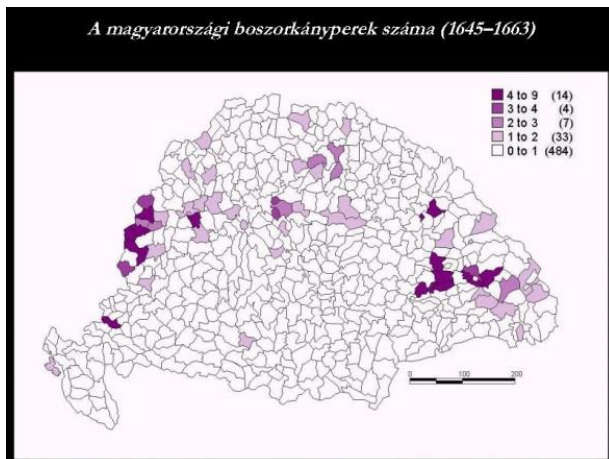 A magyarországi boszorkányperek száma (1645–1663)
4 to 9 (14)
3 to 4 (4)
2 to 3 (7)
1 to 2 (33)
0 to 1 (484)
0 100 200